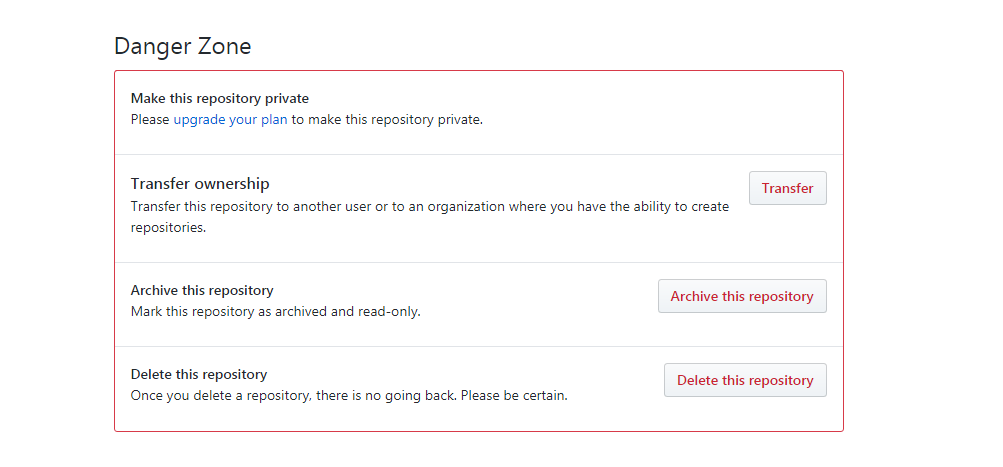 Danger Zone
Make this repository private
Please upgrade your plan to make this repository private.
Transfer ownership
Transfer
Transfer this repository to another user or to an organization where you have the ability to create
repositories.
Archive this repository
Archive this repository
Mark this repository as archived and read-only.
Delete this repository
Delete this repository
Once you delete a repository, there is no going back. Please be certain.